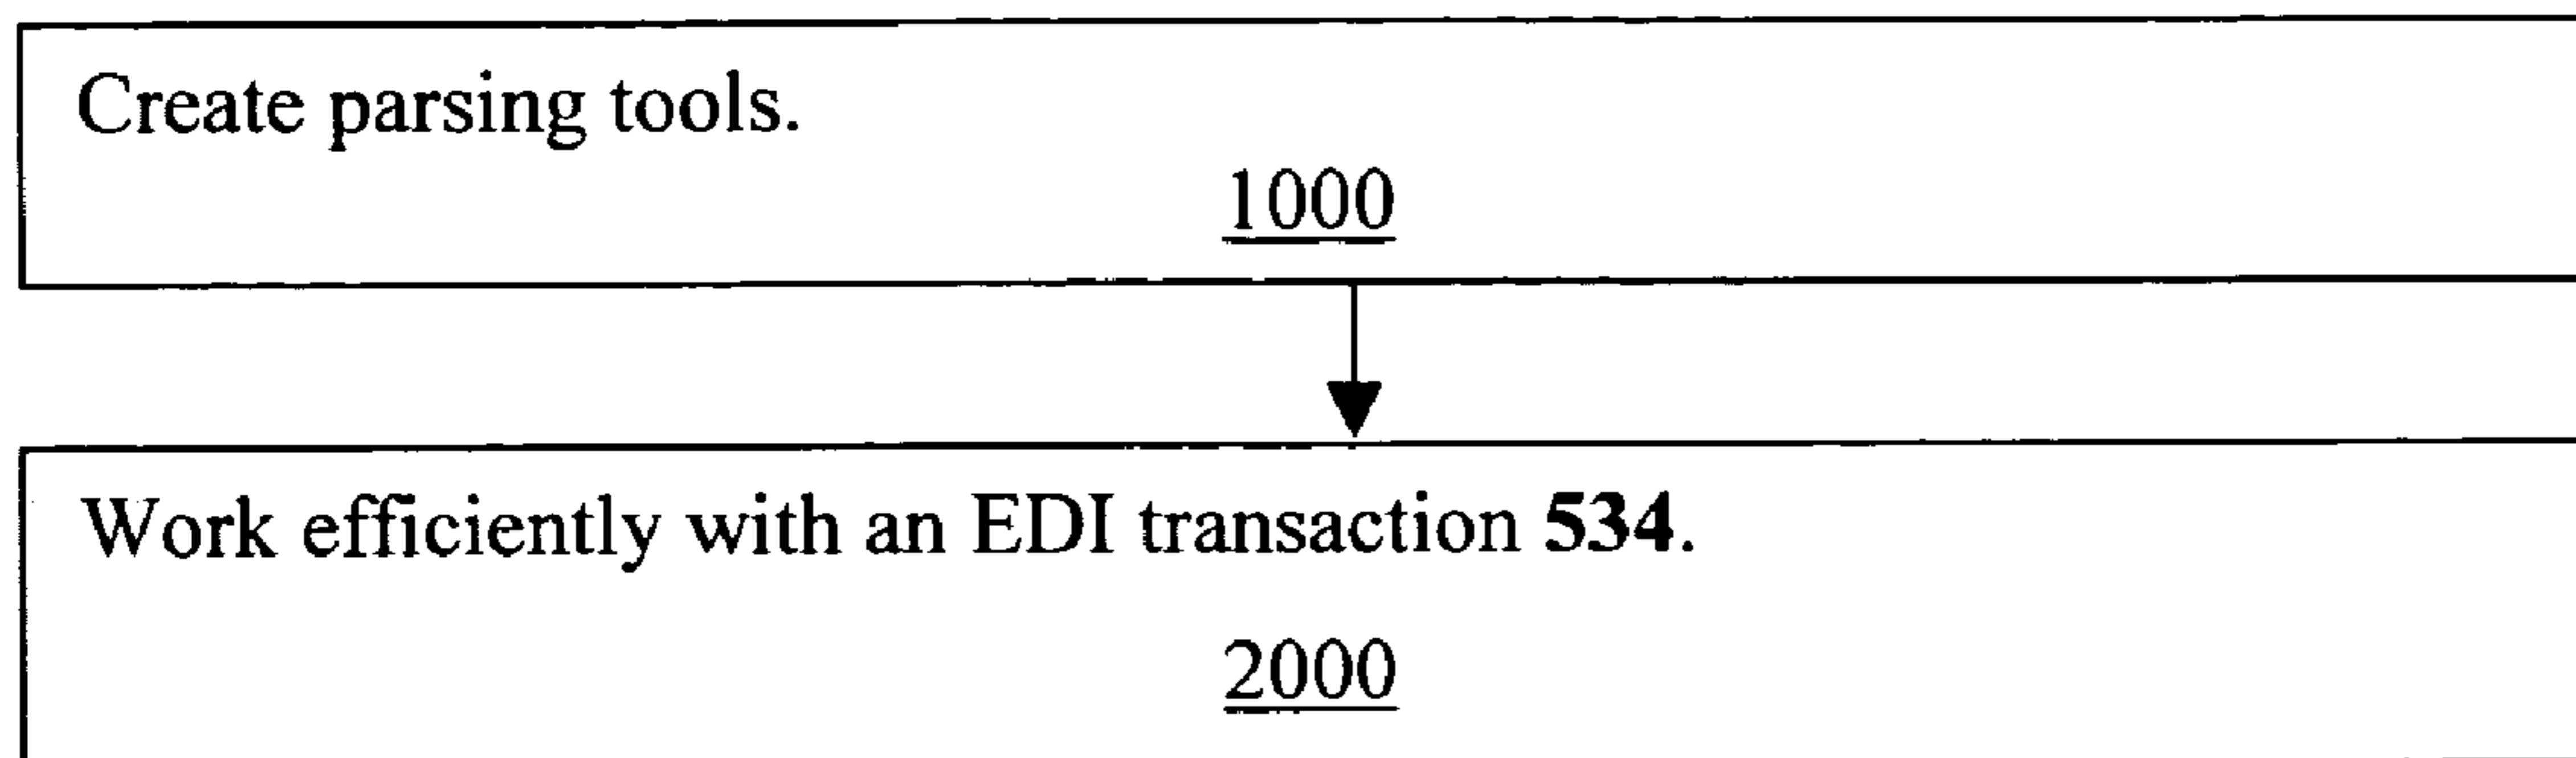 Create parsing tools.
1000
Work efficiently with an EDI transaction 534.
2000